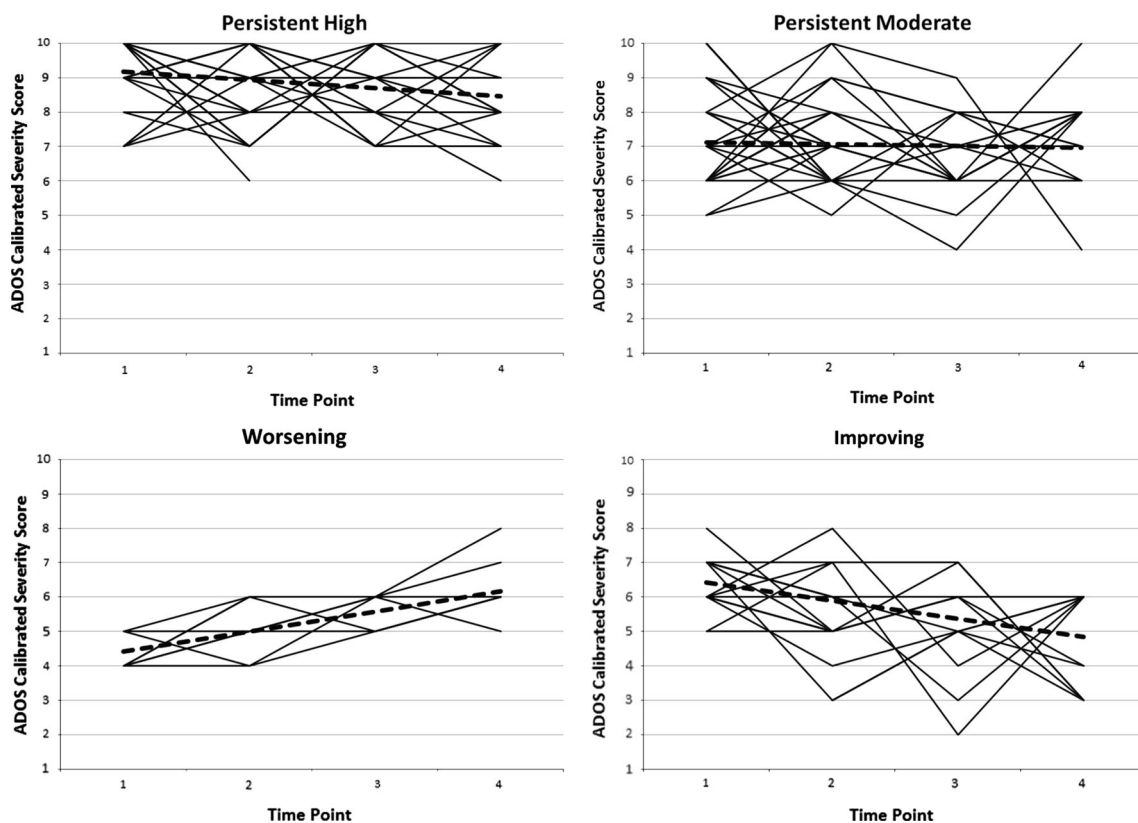 Persistent High
ADOS Calibrated Severity Score
10
9
8
7
6
5
4
3
2
1
1 2 3 4
Time Point
Persistent Moderate
ADOS Calibrated Severity Score
10
9
8
7
6
5
4
3
2
1
1 2 3 4
Time Point
Worsening
ADOS Calibrated Severity Score
10
9
8
7
6
5
4
3
2
1
1 2 3 4
Time Point
Improving
ADOS Calibrated Severity Score
10
9
8
7
6
5
4
3
2
1
1 2 3 4
Time Point